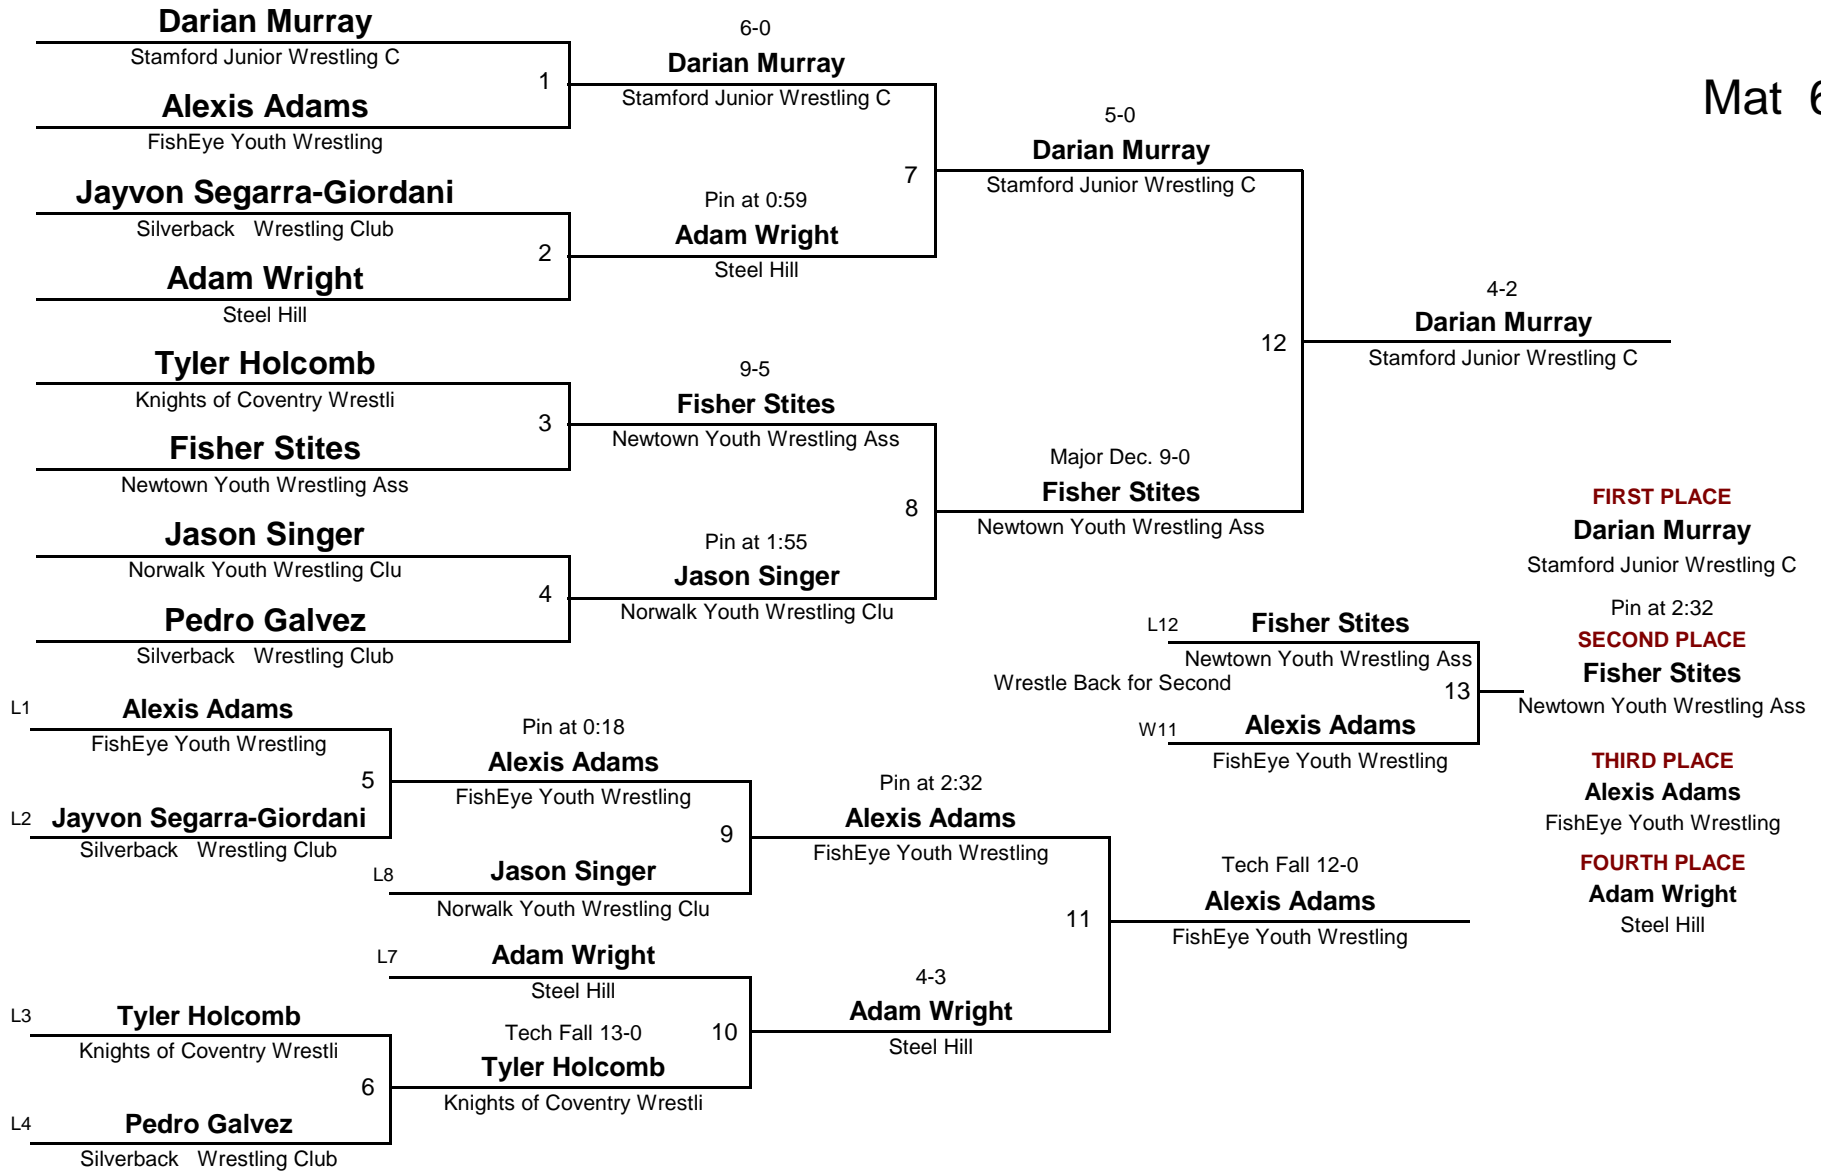 Darian Murray
Stamford Junior Wrestling C
1
Alexis Adams
FishEye Youth Wrestling
Jayvon Segarra-Giordani
Silverback Wrestling Club
2
Adam Wright
Steel Hill
Tyler Holcomb
Knights of Coventry Wrestli
3
Fisher Stites
Newtown Youth Wrestling Ass
Jason Singer
Norwalk Youth Wrestling Clu
4
Pedro Galvez
Silverback Wrestling Club
6-0
Darian Murray
Stamford Junior Wrestling C
7
Pin at 0:59
Adam Wright
Steel Hill
9-5
Fisher Stites
Newtown Youth Wrestling Ass
8
Pin at 1:55
Jason Singer
Norwalk Youth Wrestling Clu
5-0
Darian Murray
Stamford Junior Wrestling C
12
Major Dec. 9-0
Fisher Stites
Newtown Youth Wrestling Ass
4-2
Darian Murray
Stamford Junior Wrestling C
Mat 6
L1 Alexis Adams
FishEye Youth Wrestling
5
L2 Jayvon Segarra-Giordani
Silverback Wrestling Club
L3 Tyler Holcomb
Knights of Coventry Wrestli
6
L4 Pedro Galvez
Silverback Wrestling Club
Pin at 0:18
Alexis Adams
FishEye Youth Wrestling
9
L8 Jason Singer
Norwalk Youth Wrestling Clu
L7 Adam Wright
Steel Hill
10
Tech Fall 13-0
Tyler Holcomb
Knights of Coventry Wrestli
Pin at 2:32
Alexis Adams
FishEye Youth Wrestling
11
4-3
Adam Wright
Steel Hill
Tech Fall 12-0
Alexis Adams
FishEye Youth Wrestling
L12 Fisher Stites
Newtown Youth Wrestling Ass
Wrestle Back for Second
13
W11 Alexis Adams
FishEye Youth Wrestling
FIRST PLACE
Darian Murray
Stamford Junior Wrestling C
Pin at 2:32
SECOND PLACE
Fisher Stites
Newtown Youth Wrestling Ass
THIRD PLACE
Alexis Adams
FishEye Youth Wrestling
FOURTH PLACE
Adam Wright
Steel Hill